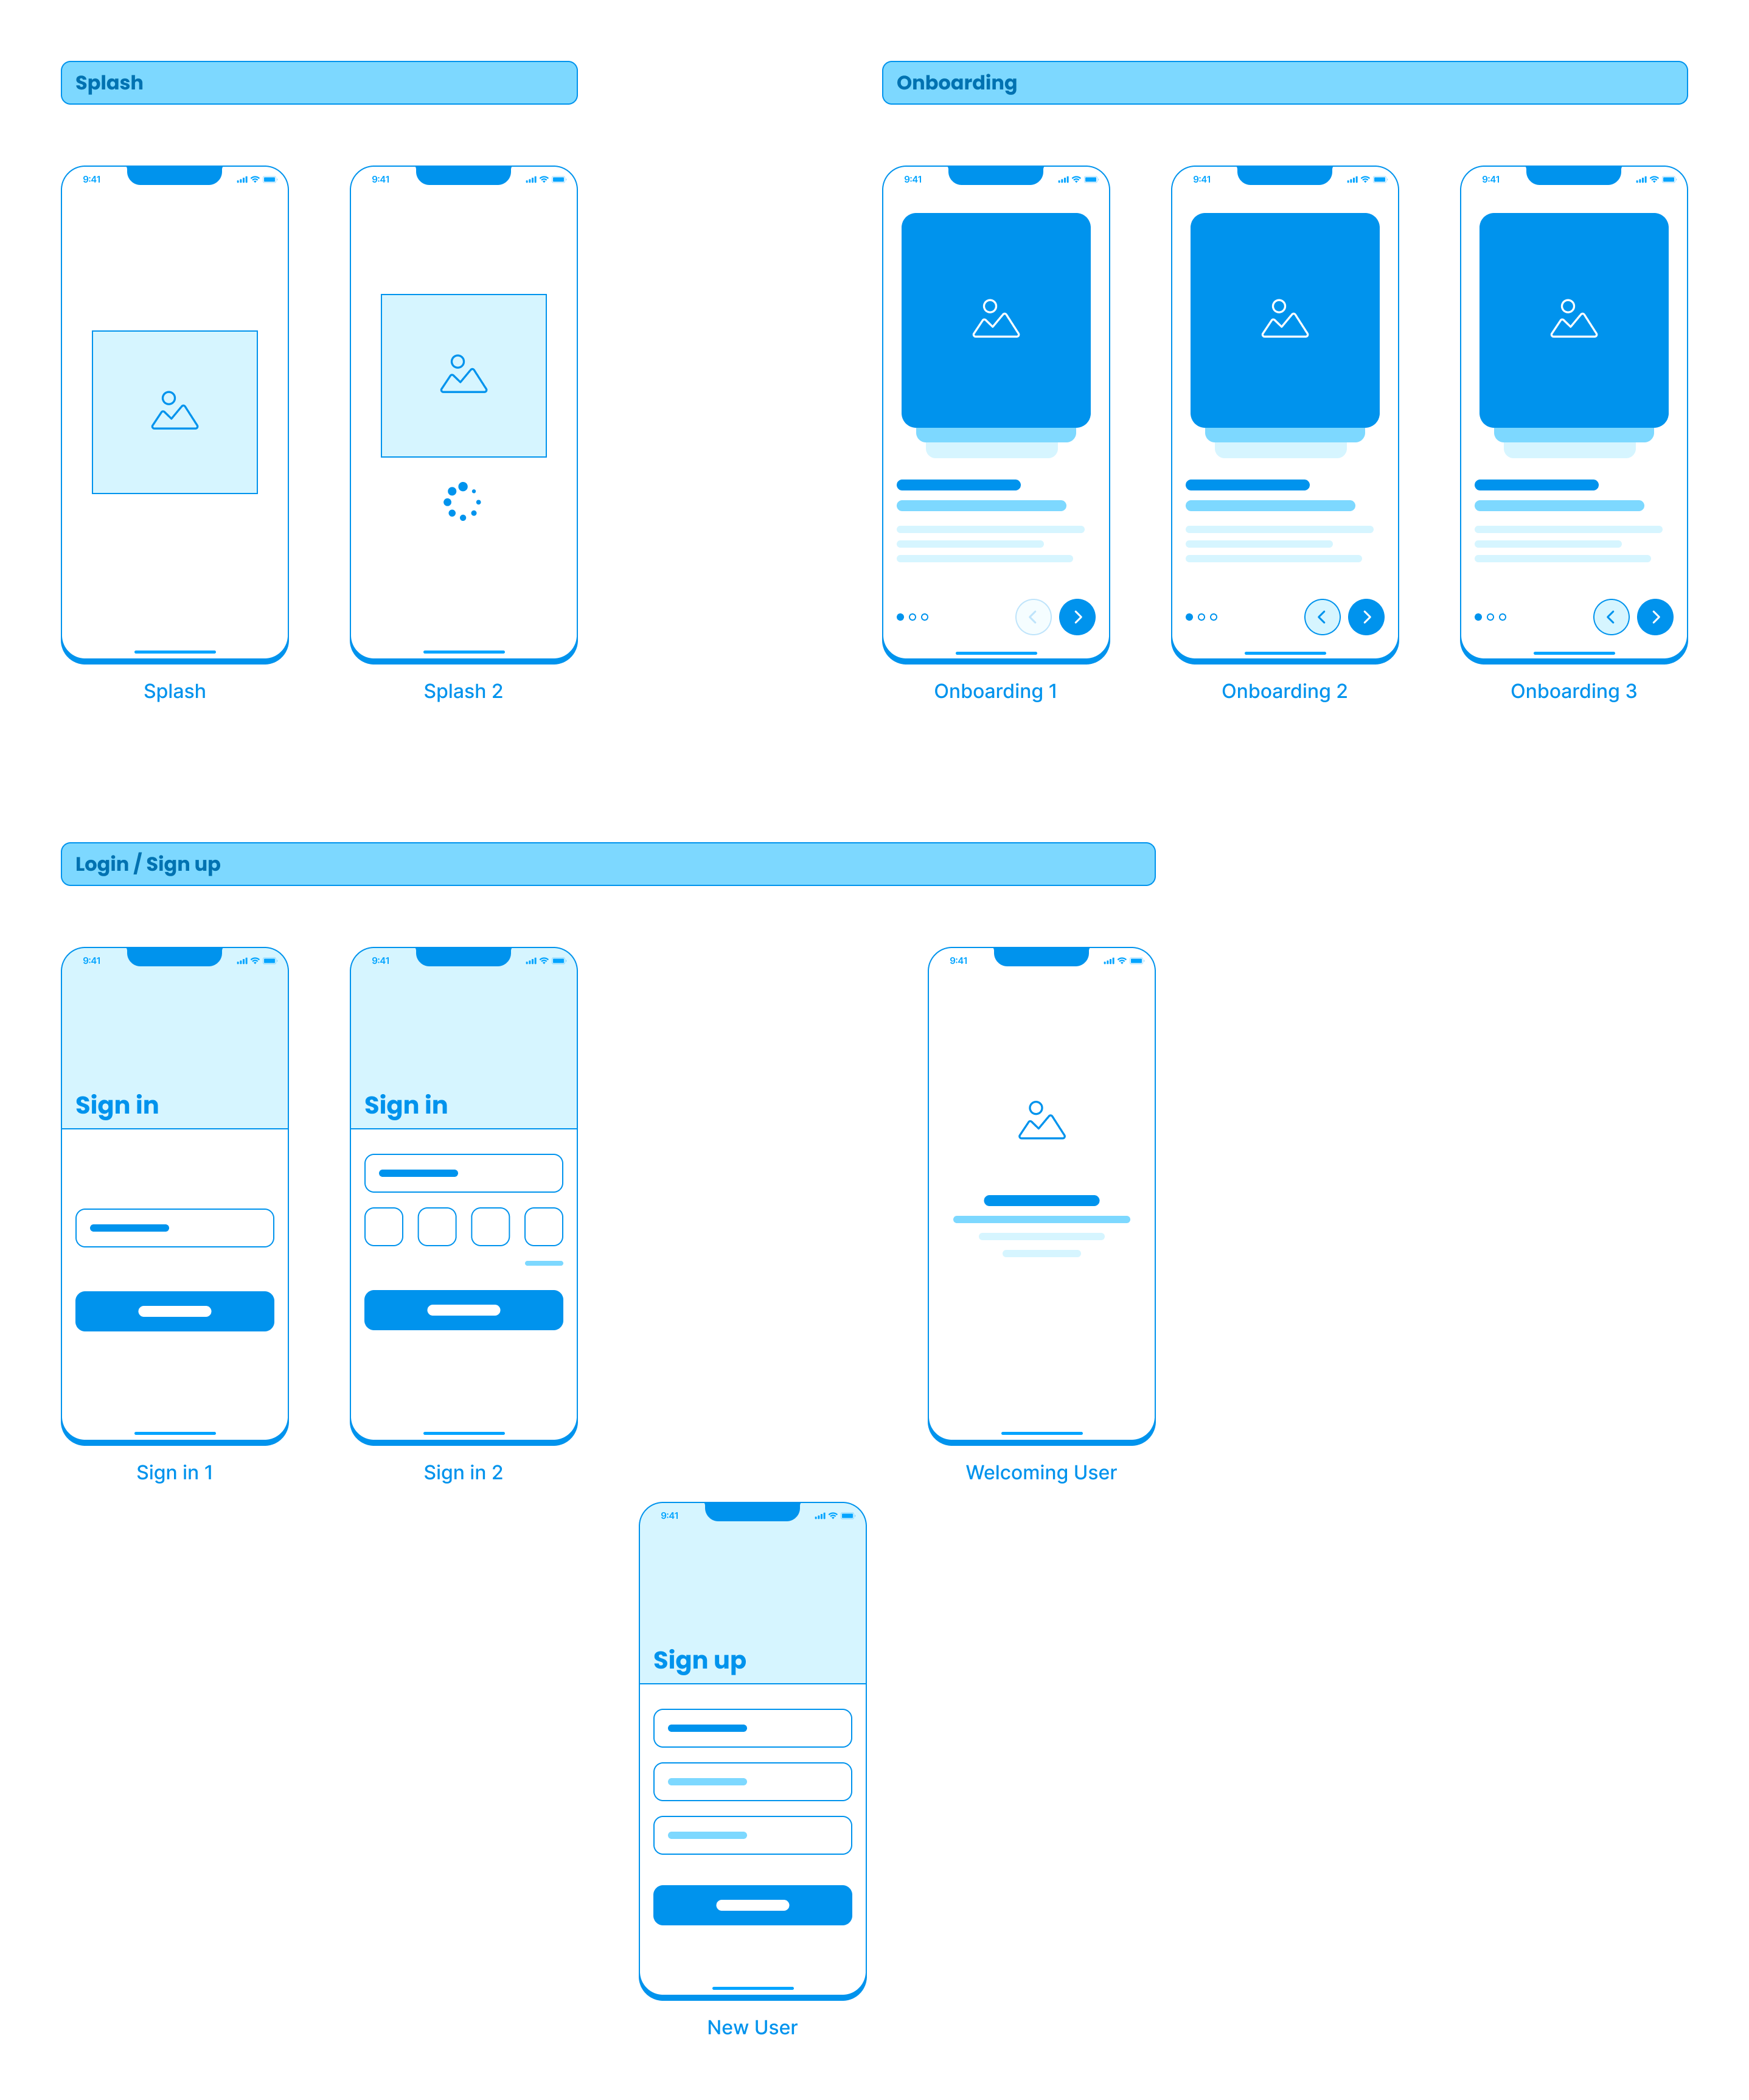 Splash
Onboarding
9:41
9:41
9:41
9:41
9:41
Splash
Splash 2
Onboarding 1
Onboarding 2
Onboarding 3
Login / Sign up
9:41
9:41
9:41
Sign in
Sign in
Sign in 1
Sign in 2
Welcoming User
9:41
Sign up
New User